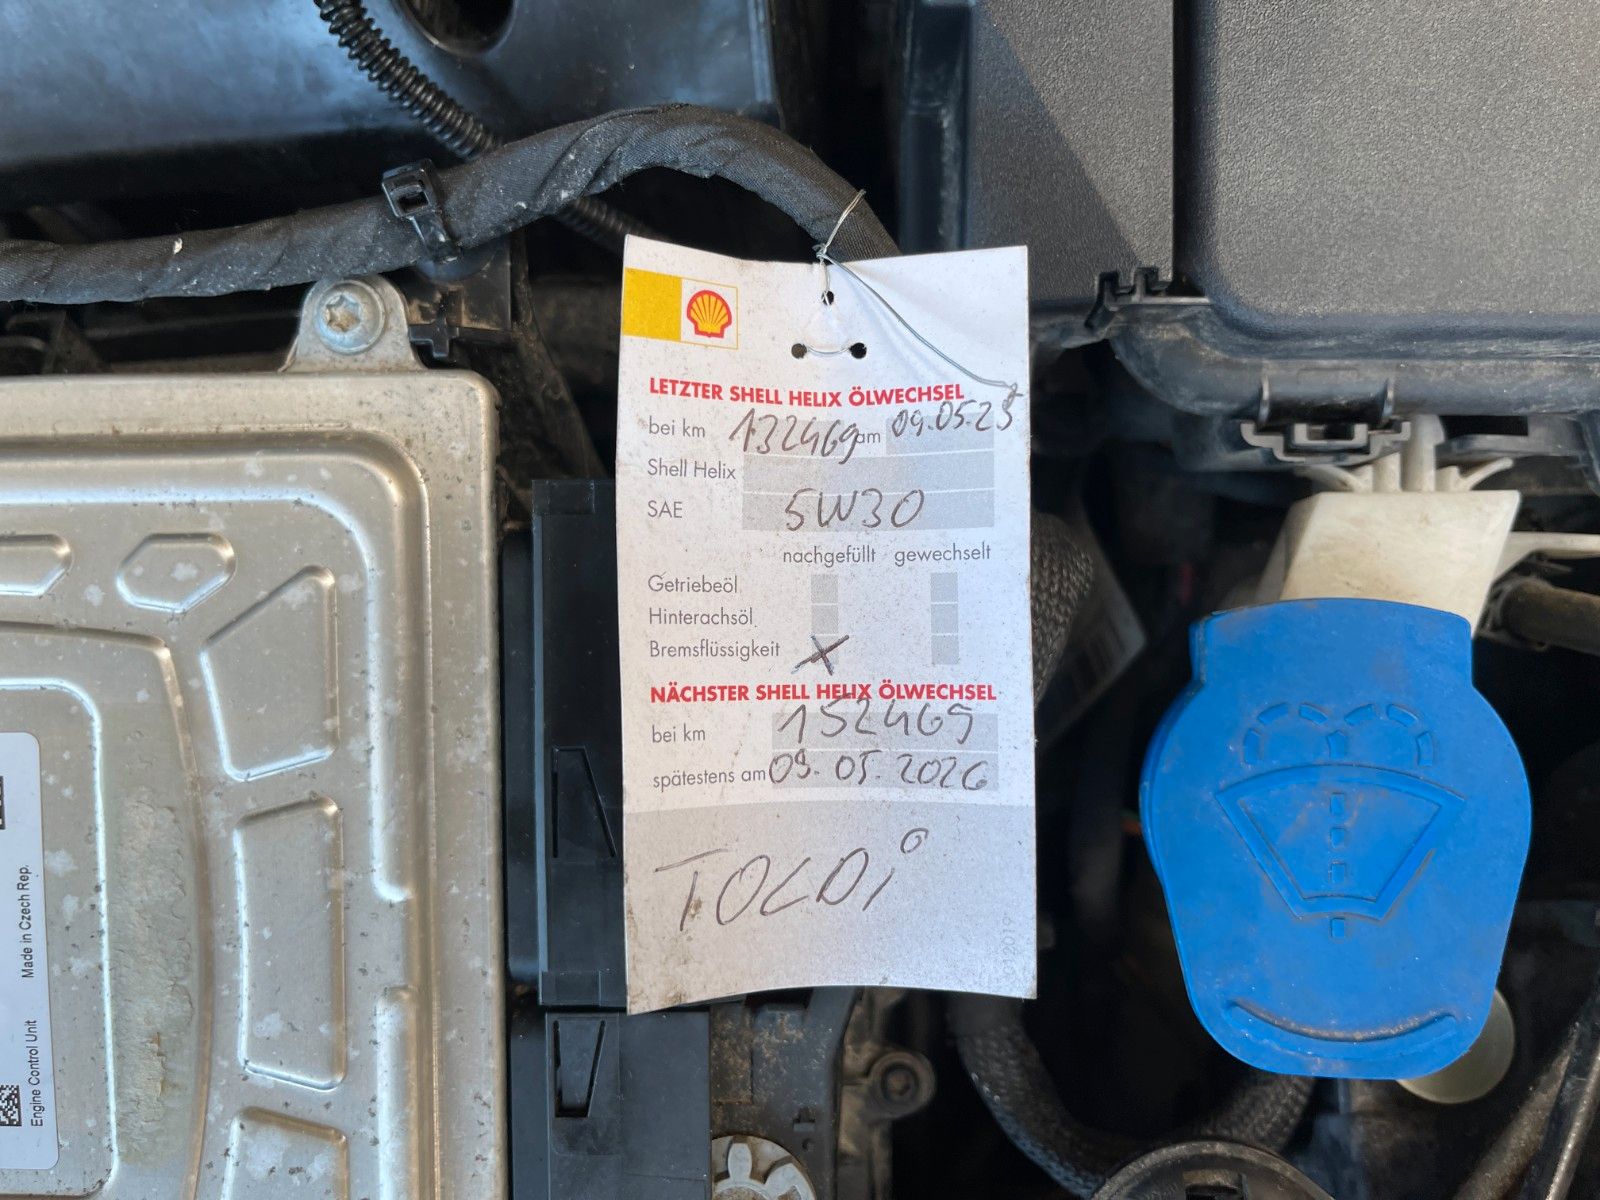 LETZTER SHELL HELIX ÖLWECHSEL
bei km 132469 am 09.05.25
Shell Helix
SAE 5W30
nachgefüllt gewechselt
Getriebeöl
Hinterachsöl
Bremsflüssigkeit X
NÄCHSTER SHELL HELIX ÖLWECHSEL
bei km 152469
spätestens am 09.05.2026
TOLDi
Engine Control Unit Made in Czech Rep.